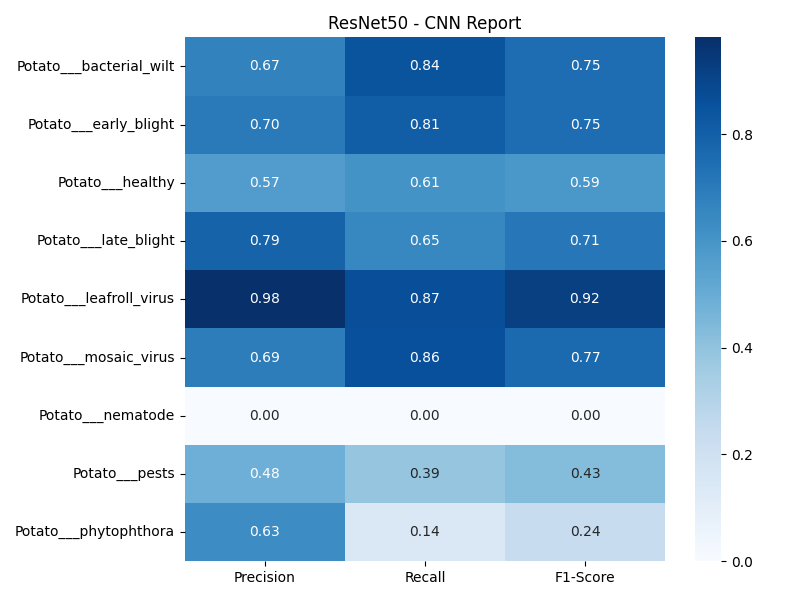 ResNet50 - CNN Report
Potato___bacterial_wilt 0.67 0.84 0.75
Potato___early_blight 0.70 0.81 0.75
Potato___healthy 0.57 0.61 0.59
Potato___late_blight 0.79 0.65 0.71
Potato___leafroll_virus 0.98 0.87 0.92
Potato___mosaic_virus 0.69 0.86 0.77
Potato___nematode 0.00 0.00 0.00
Potato___pests 0.48 0.39 0.43
Potato___phytophthora 0.63 0.14 0.24
Precision Recall F1-Score
0.8
0.6
0.4
0.2
0.0